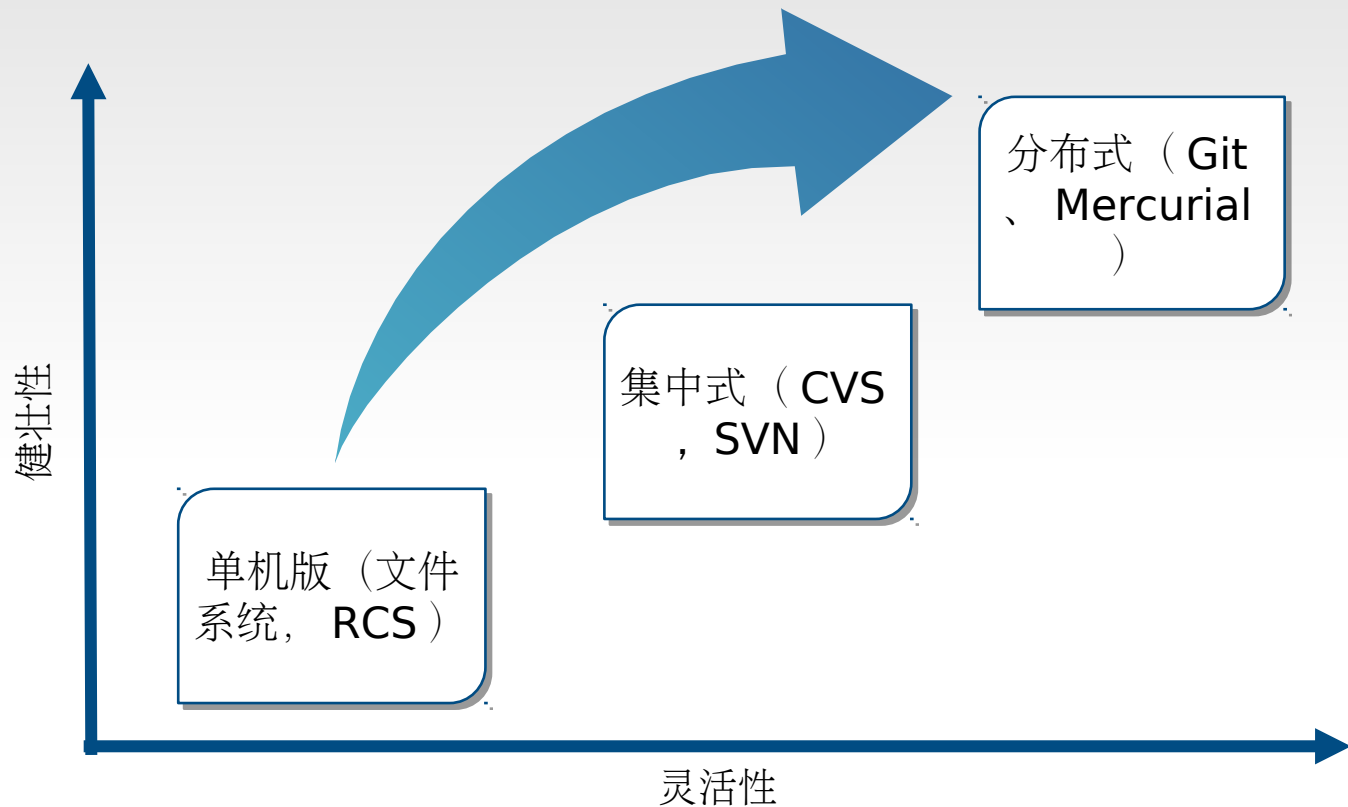 分布式（Git
、Mercurial
）
集中式（CVS
，SVN）
健壮性
单机版（文件
系统，RCS）
灵活性